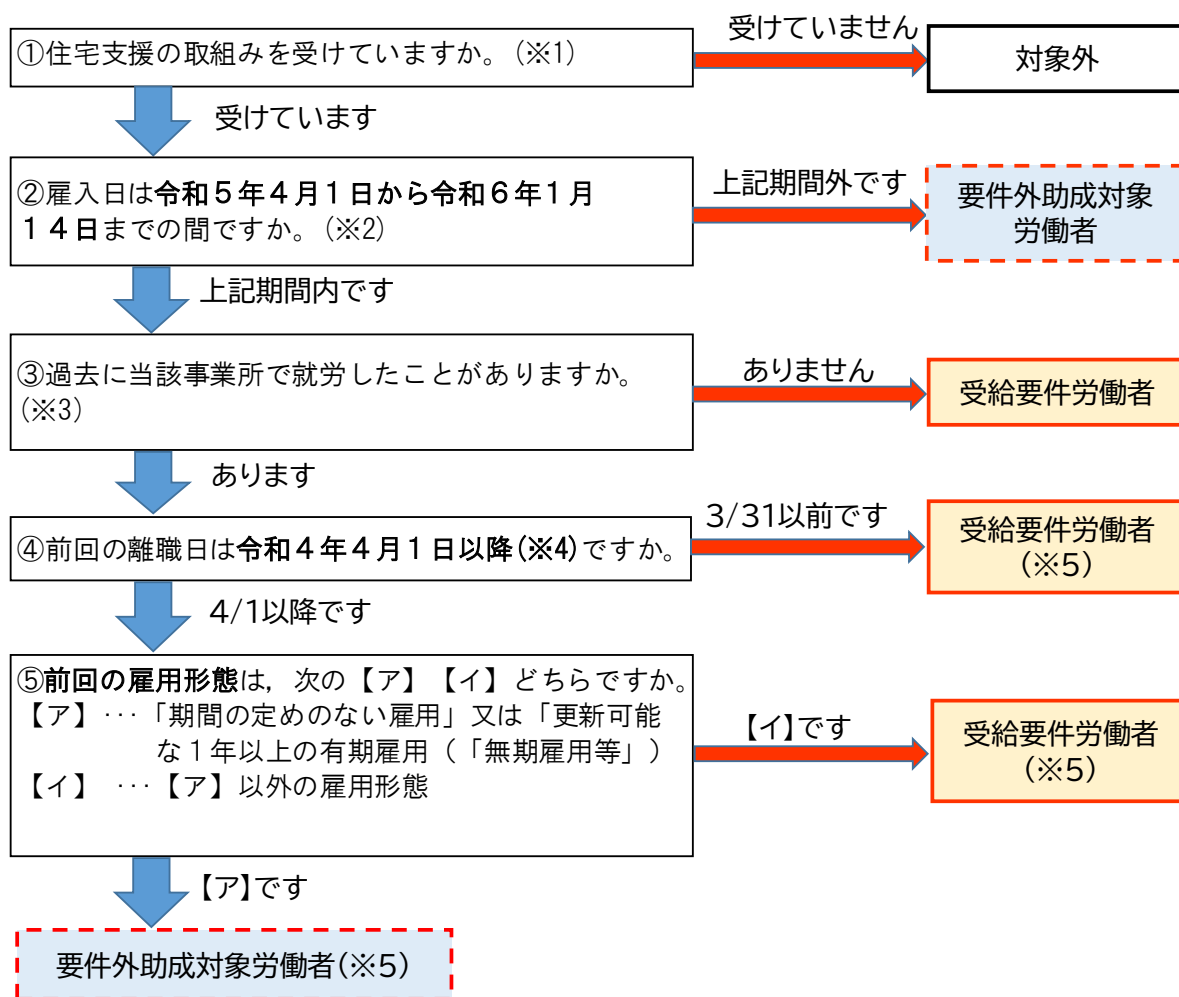 ①住宅支援の取組みを受けていますか。(※1)
受けていません
対象外
受けています
②雇入日は令和５年４月１日から令和６年１月
１４日までの間ですか。(※2)
上記期間外です
要件外助成対象
労働者
上記期間内です
③過去に当該事業所で就労したことがありますか。
(※3)
ありません
受給要件労働者
あります
④前回の離職日は令和４年４月１日以降(※4)ですか。
3/31以前です
受給要件労働者
(※5)
4/1以降です
⑤前回の雇用形態は，次の【ア】【イ】どちらですか。
【ア】･･･「期間の定めのない雇用」又は「更新可能
な１年以上の有期雇用（「無期雇用等」）
【イ】 ･･･【ア】以外の雇用形態
【イ】です
受給要件労働者
(※5)
【ア】です
要件外助成対象労働者(※5)